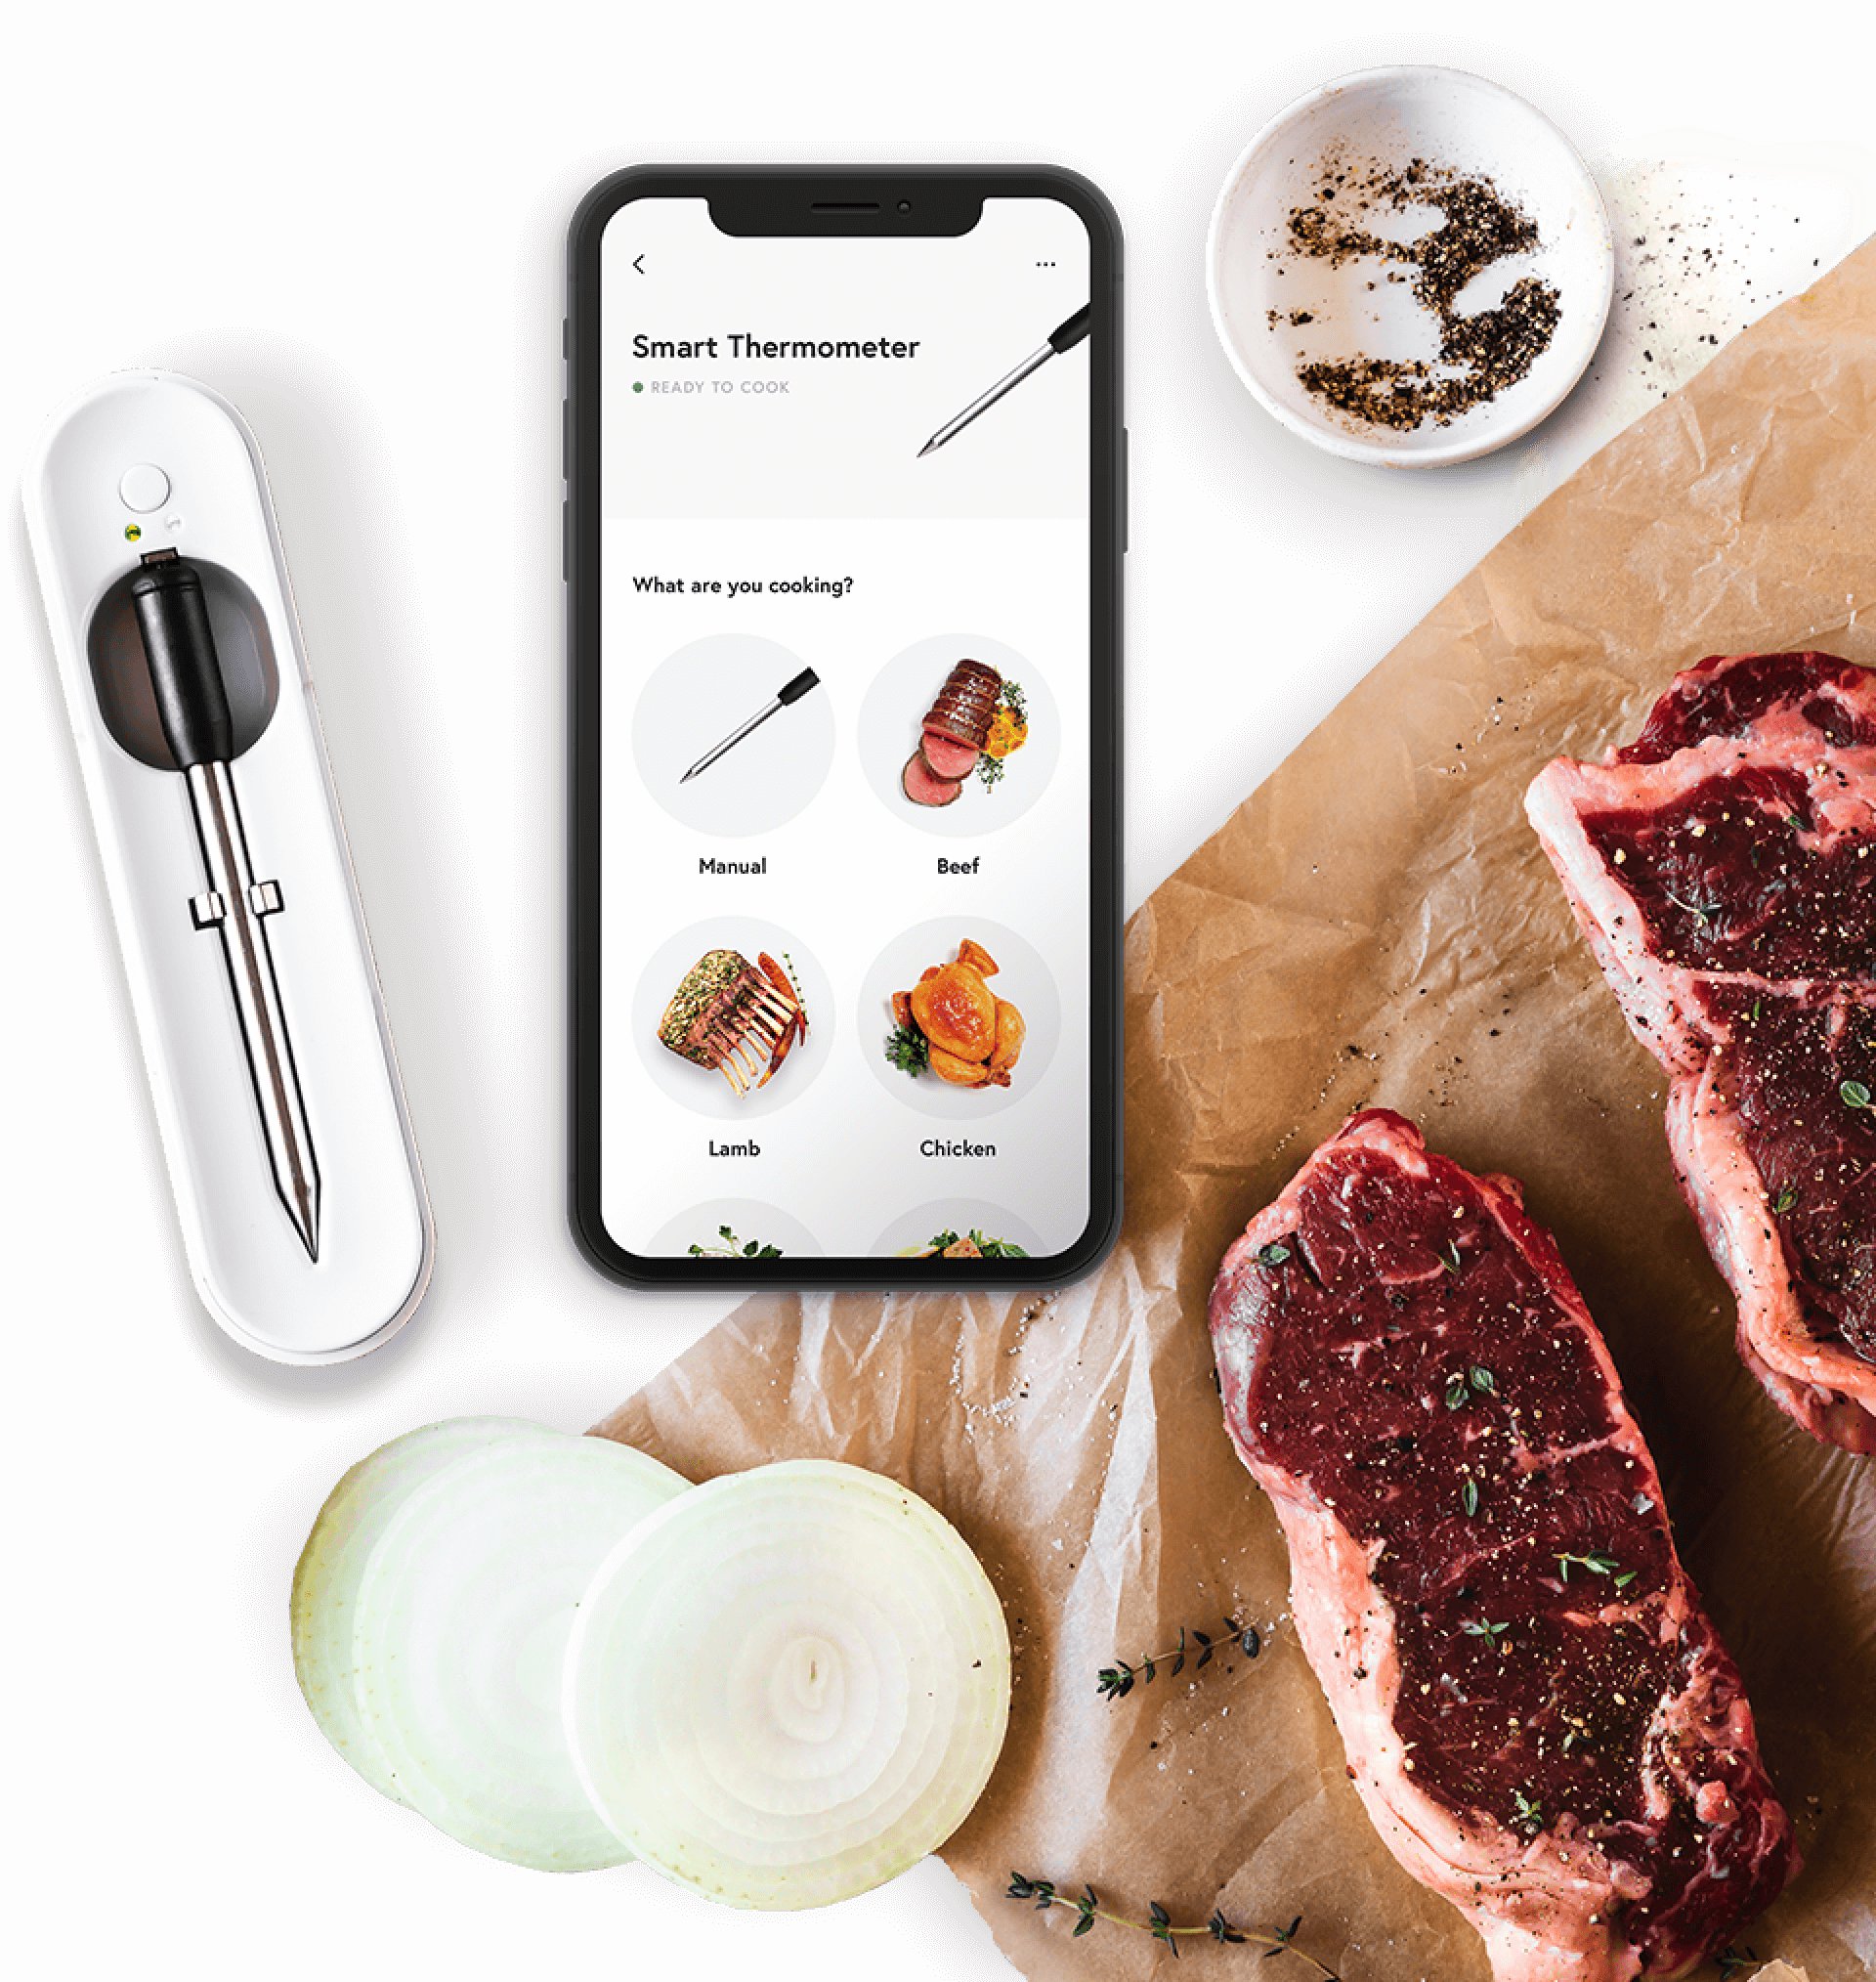 Smart Thermometer
READY TO COOK
What are you cooking?
Manual
Beef
Lamb
Chicken